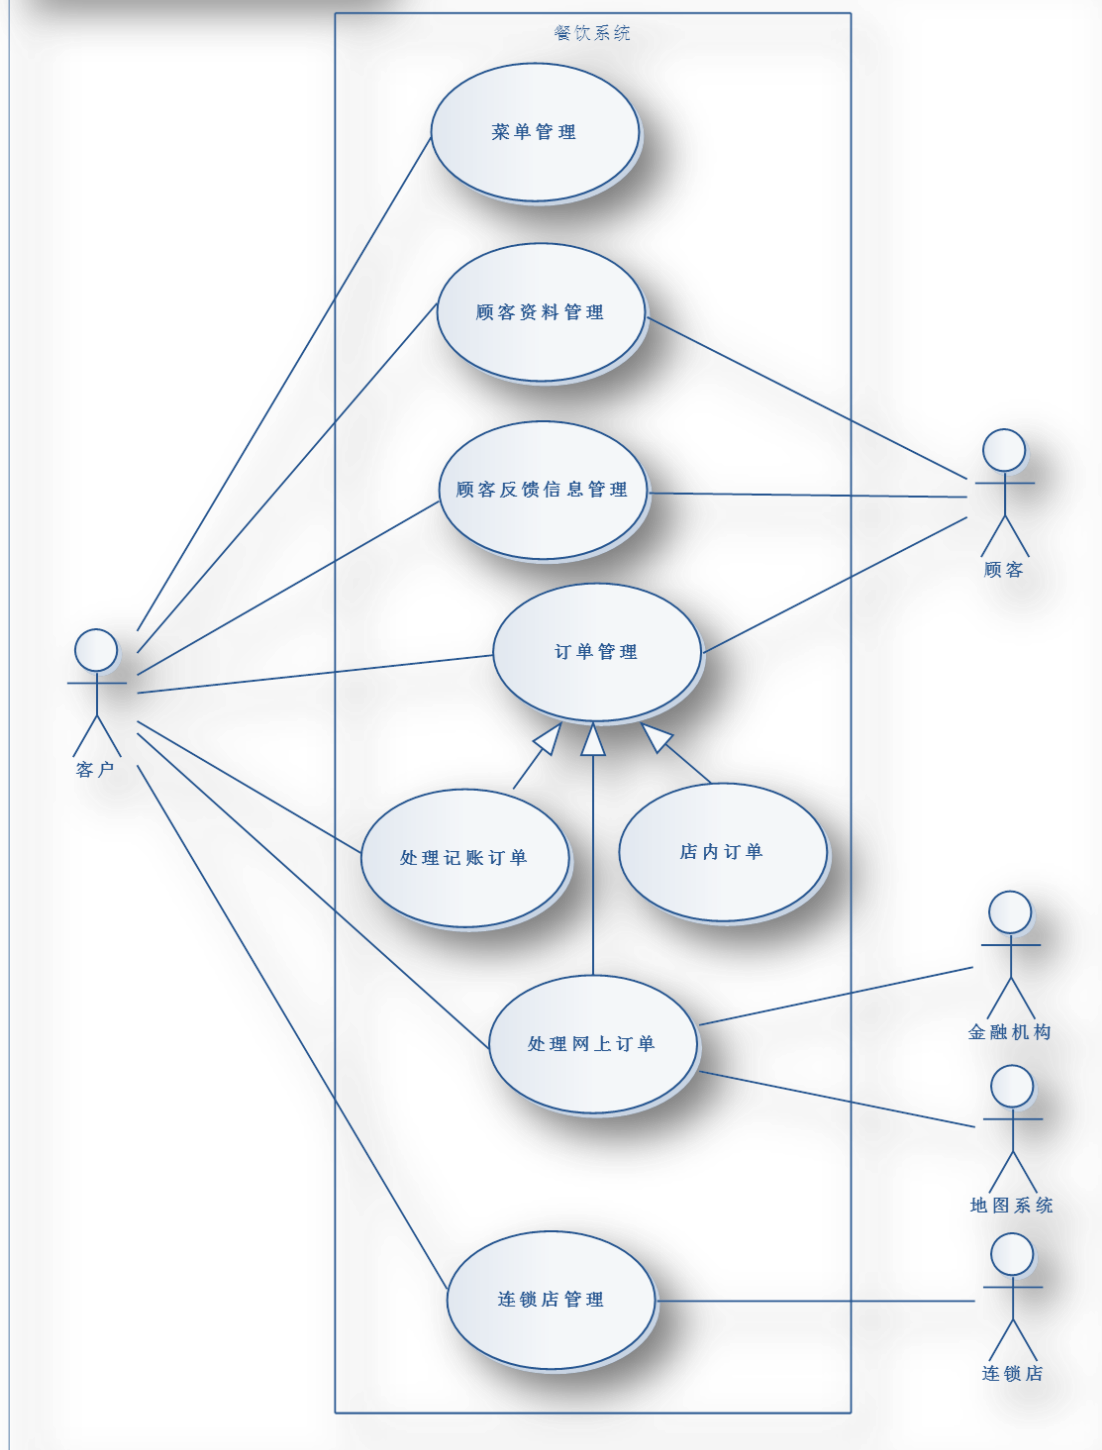 餐饮系统
菜单管理
顾客资料管理
顾客反馈信息管理
顾客
订单管理
客户
处理记账订单
店内订单
金融机构
处理网上订单
地图系统
连锁店管理
连锁店